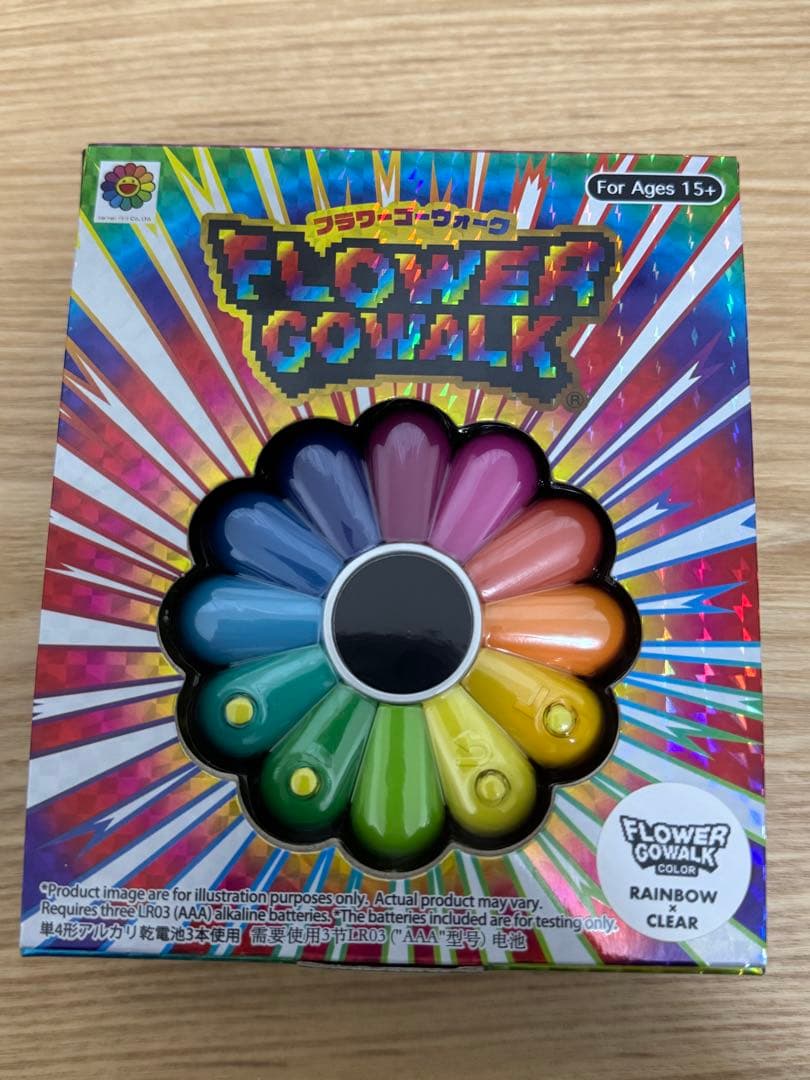 For Ages 15+
フラワーゴーウォーク
FLOWER
GOWALK
®
*Product image are for illustration purposes only. Actual product may vary.
Requires three LR03 (AAA) alkaline batteries. *The batteries included are for testing only.
単4形アルカリ乾電池3本使用 需要使用3节LR03 ("AAA"型号) 电池
FLOWER
GOWALK
COLOR
RAINBOW
×
CLEAR